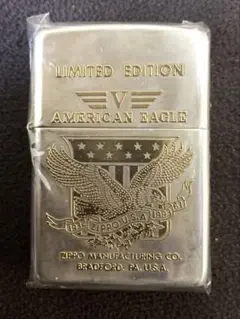 LIMITED EDITION
V
AMERICAN EAGLE
ZIPPO MANUFACTURING CO.
BRADFORD, PA. U.S.A.